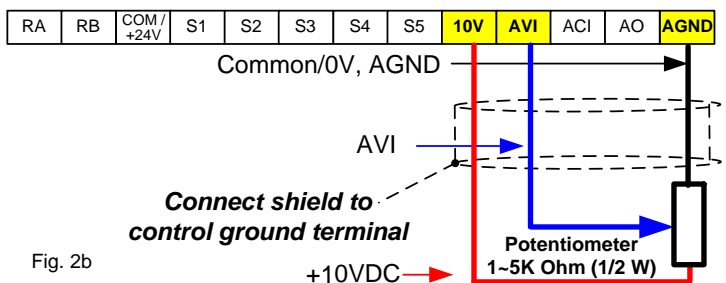 RA RB COM / +24V S1 S2 S3 S4 S5 10V AVI ACI AO AGND
Common/0V, AGND
AVI
Connect shield to
control ground terminal
Potentiometer
1~5K Ohm (1/2 W)
Fig. 2b
+10VDC